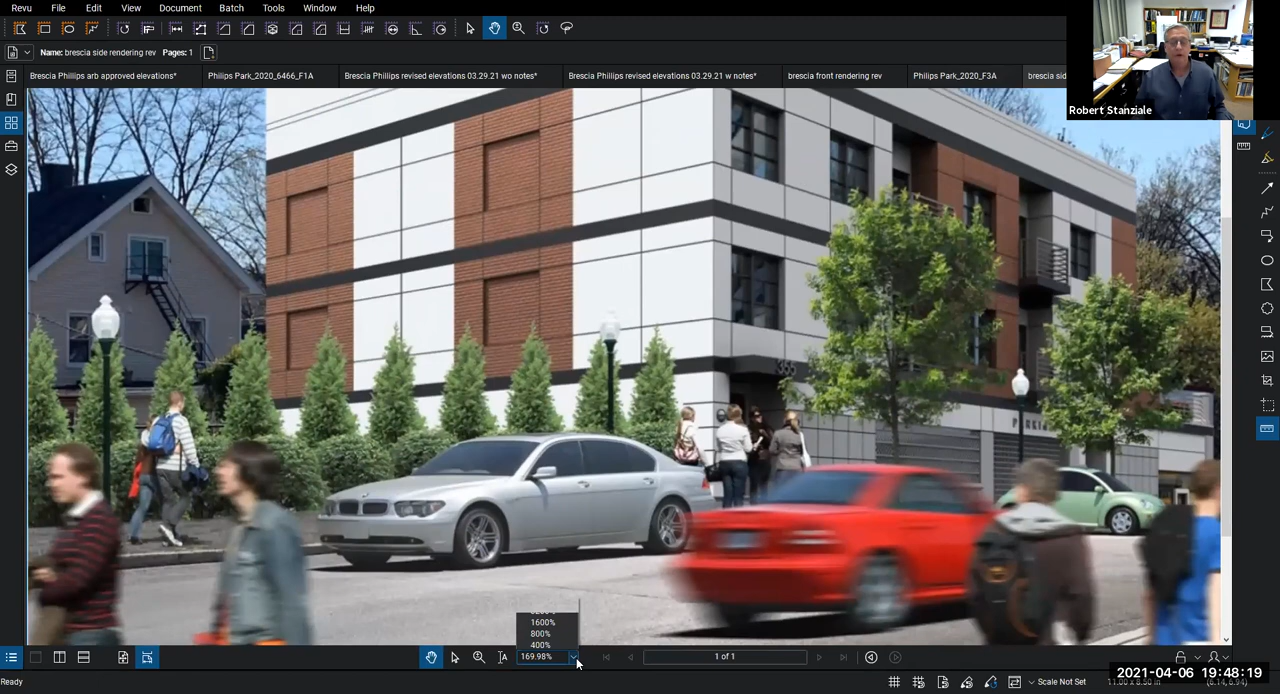 Revu File Edit View Document Batch Tools Window Help
Name: brescia side rendering rev Pages: 1
Brescia Phillips arb approved elevations*
Philips Park_2020_6466_F1A
Brescia Phillips revised elevations 03.29.21 wo notes*
Brescia Phillips revised elevations 03.29.21 w notes*
brescia front rendering rev
Philips Park_2020_F3A
brescia sid
Robert Stanziale
355
1600%
800%
400%
169.98%
1 of 1
2021-04-06 19:48:19
Ready
Scale Not Set